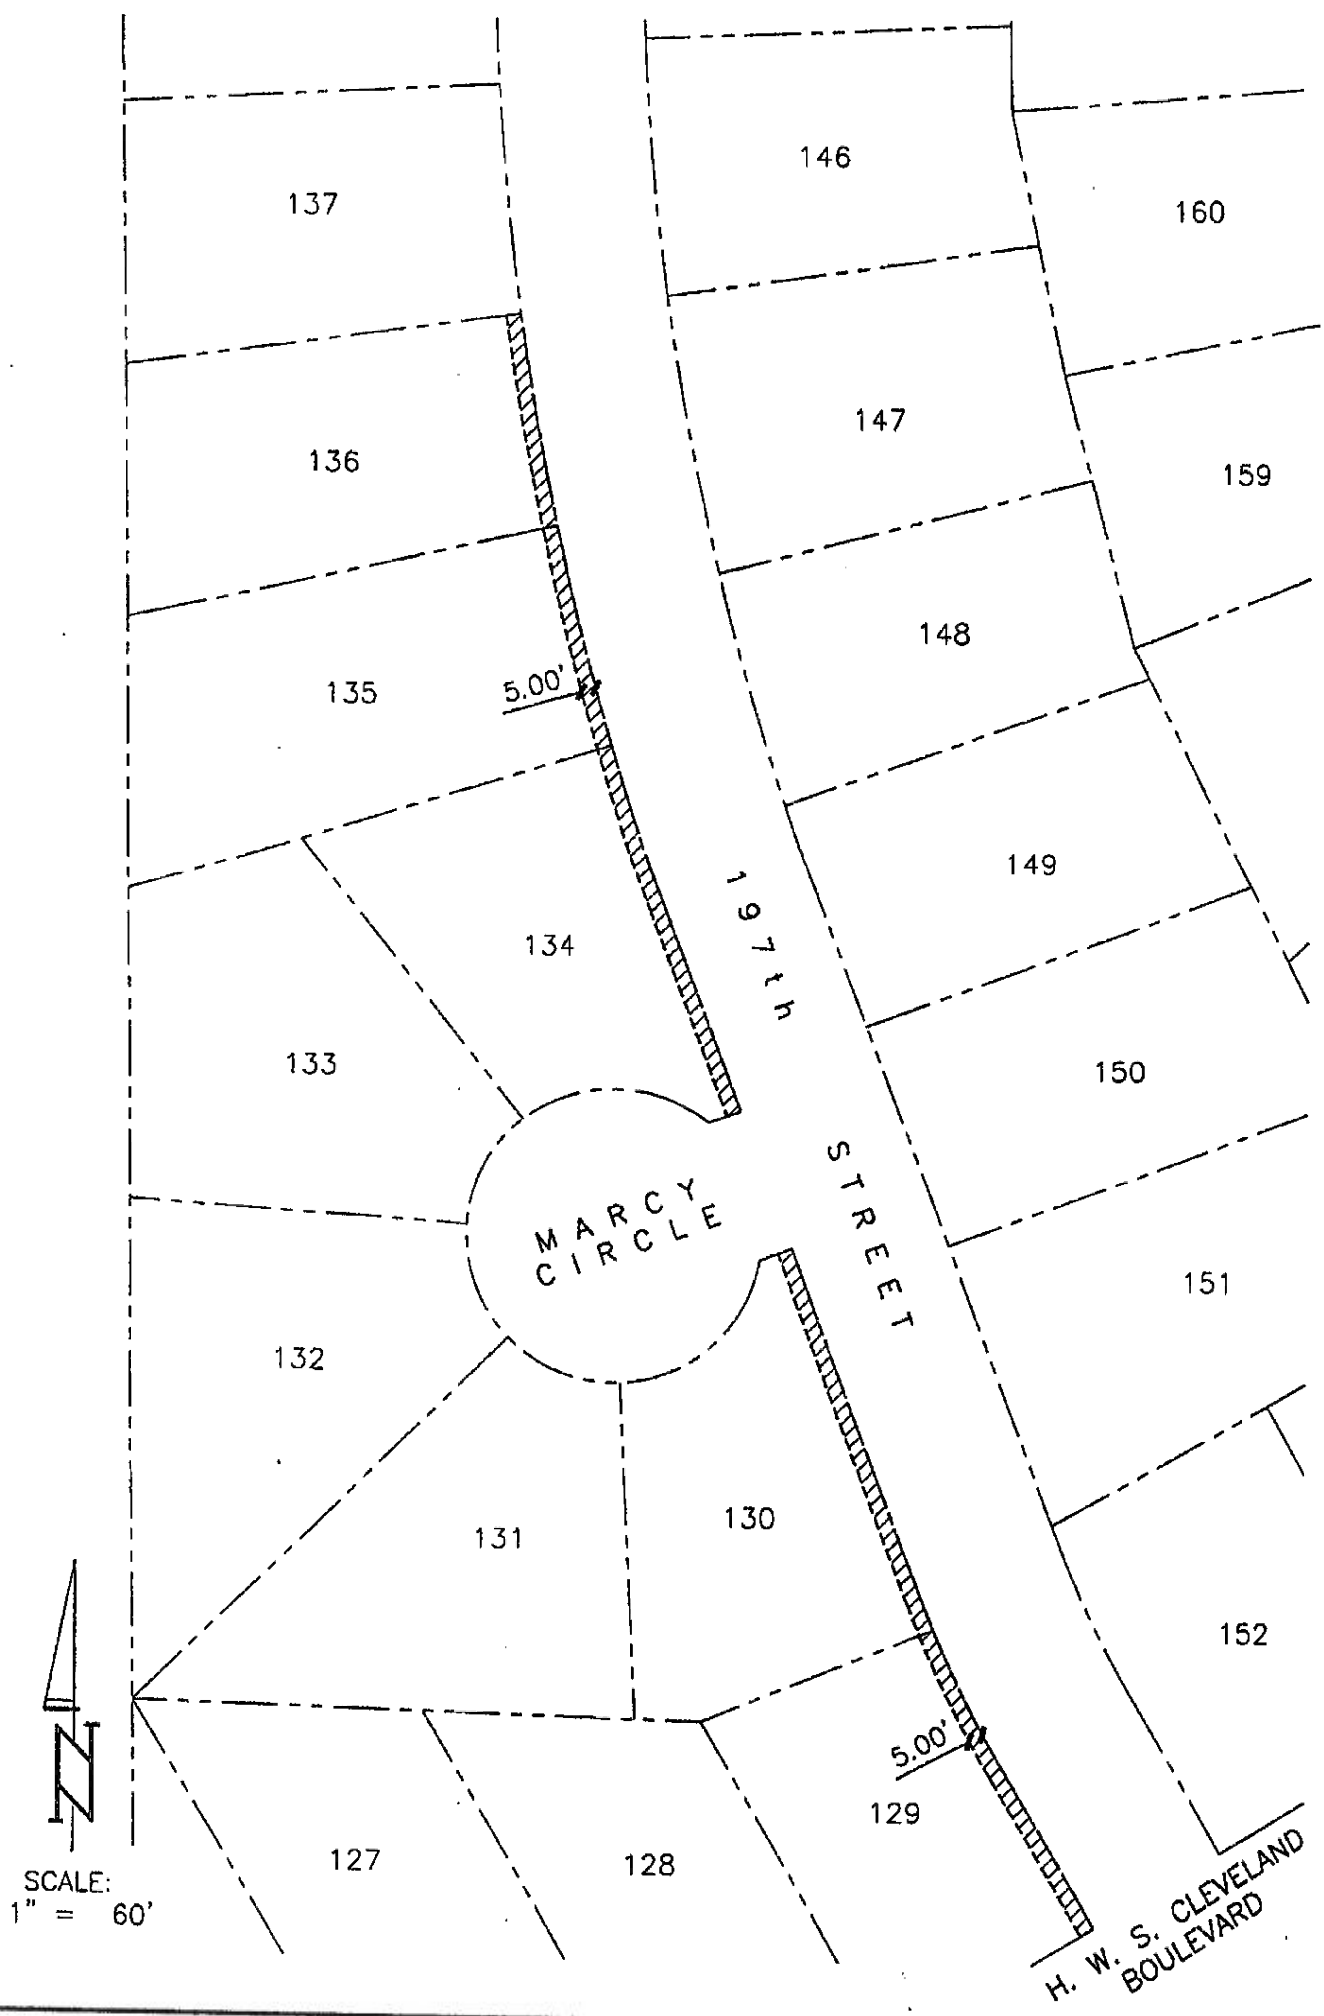 146
137
160
147
136
159
148
135
5.00'
149
197th
134
133
150
STREET
MARCY
CIRCLE
151
132
130
131
152
5.00'
129
N
127
128
SCALE:
1" = 60'
H. W. S. CLEVELAND
BOULEVARD